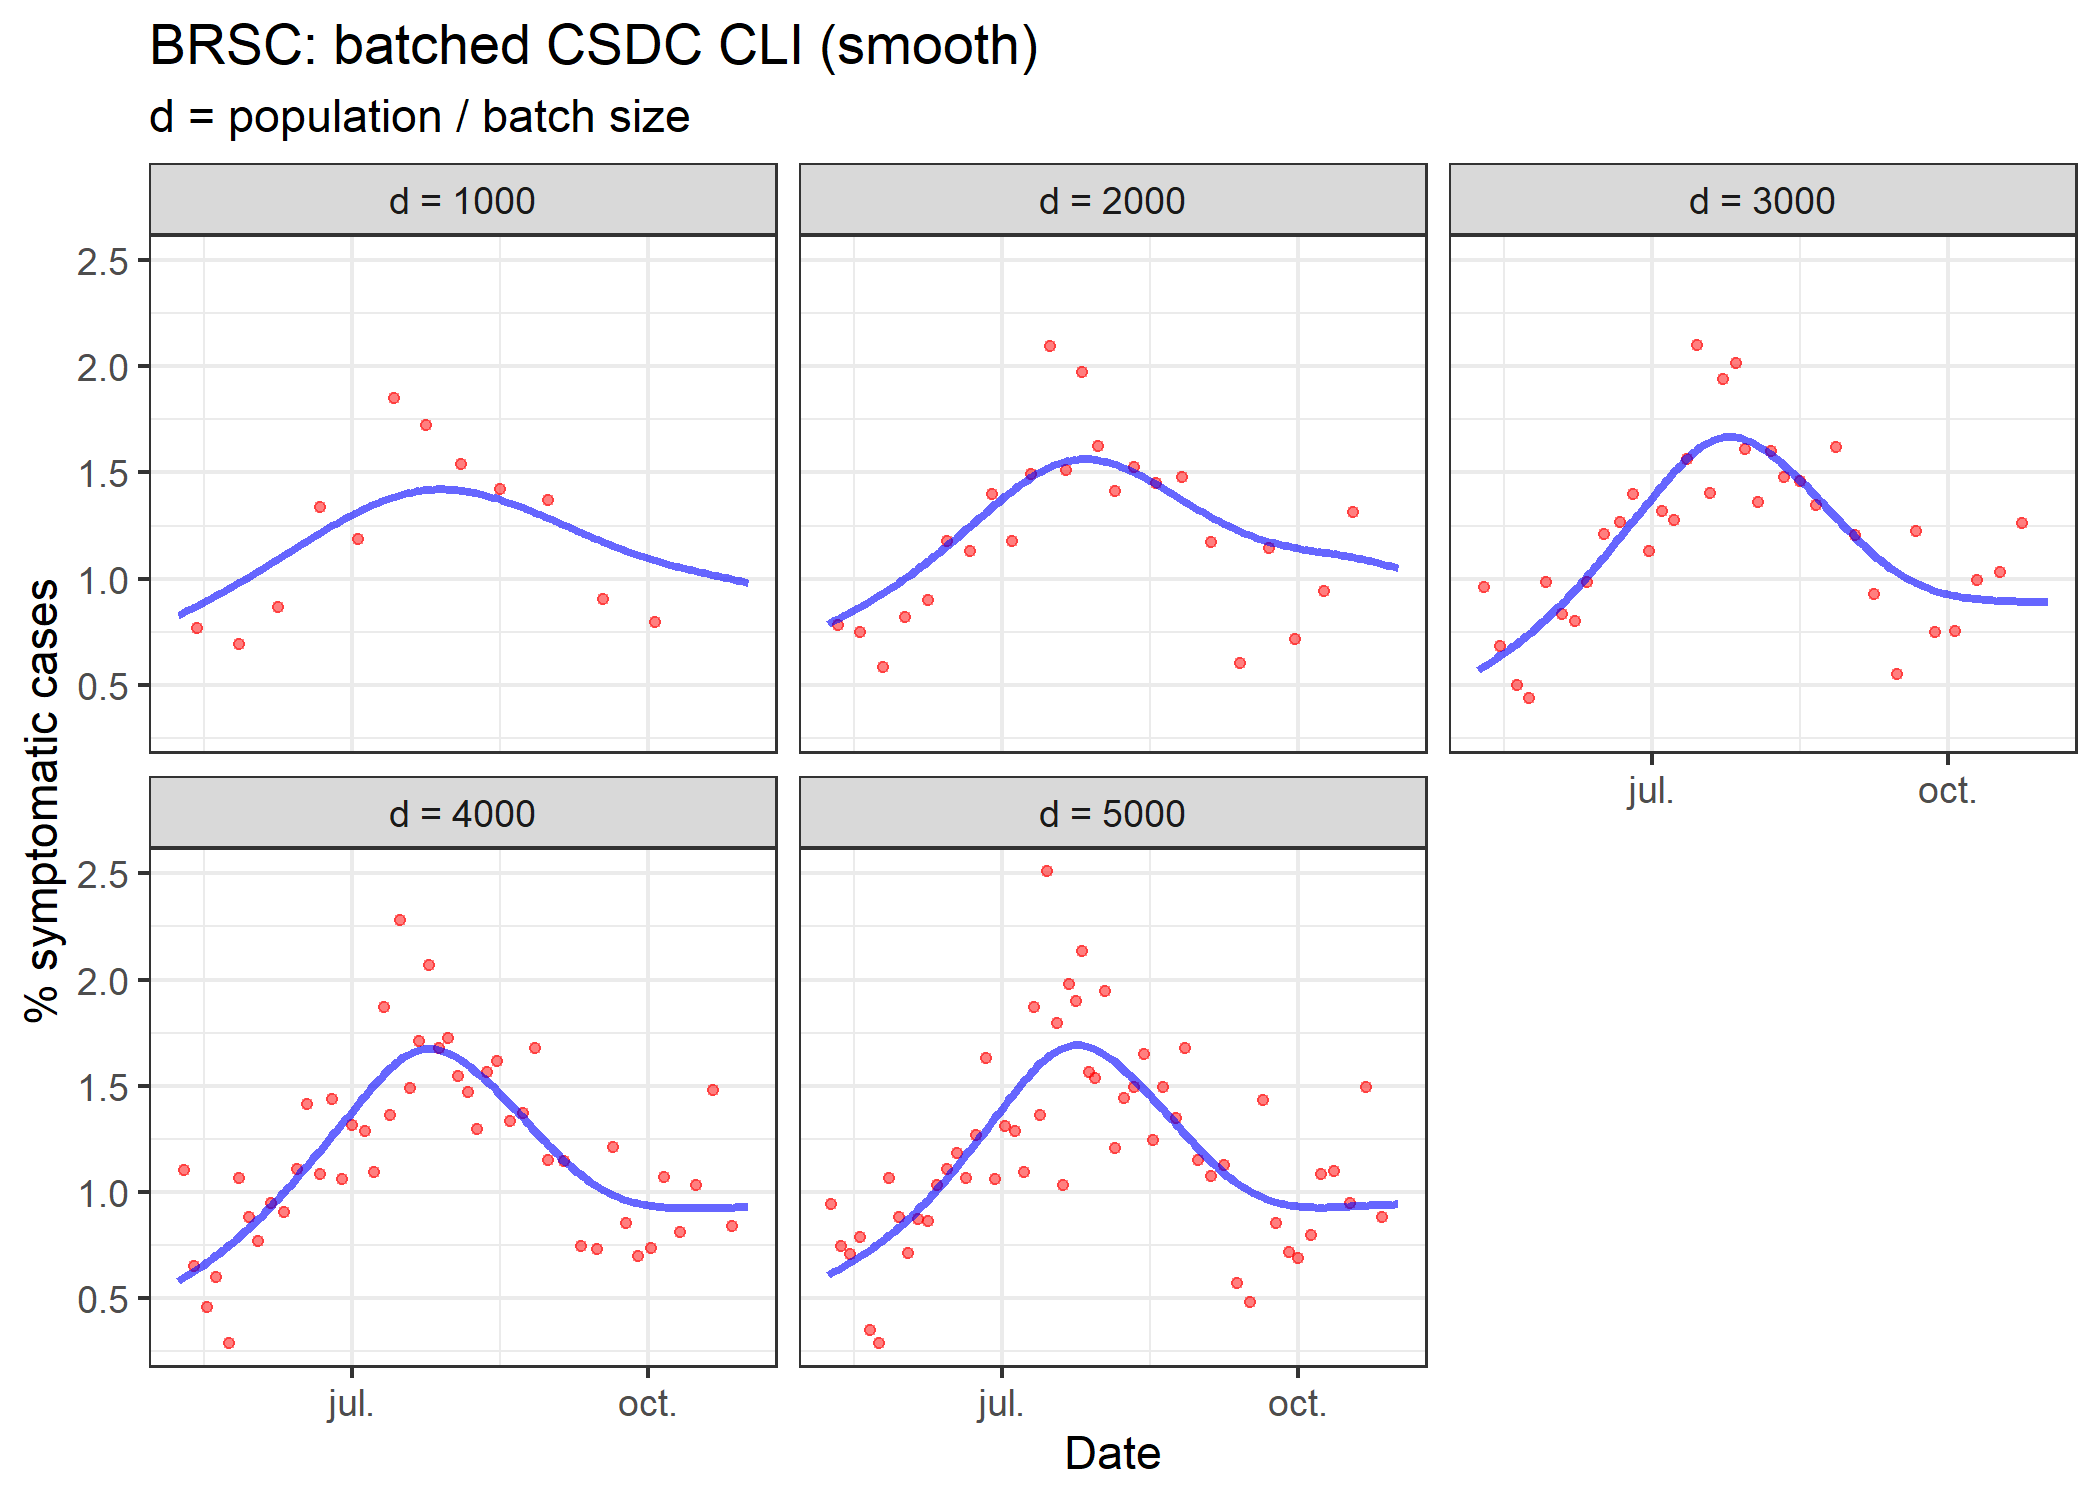 BRSC: batched CSDC CLI (smooth)
d = population / batch size
d = 1000
d = 2000
d = 3000
2.5
2.0
1.5
1.0
0.5
jul.
oct.
d = 4000
d = 5000
2.5
2.0
1.5
1.0
0.5
jul.
oct.
jul.
oct.
% symptomatic cases
Date